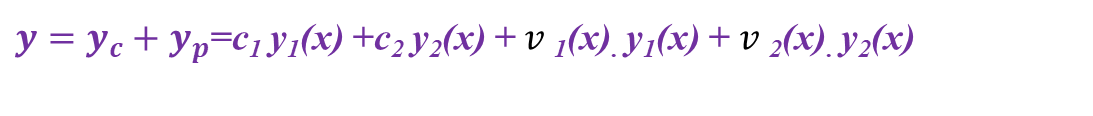 y = y_c + y_p=c_1 y_1(x) +c_2 y_2(x) + v _1(x). y_1(x) + v _2(x). y_2(x)